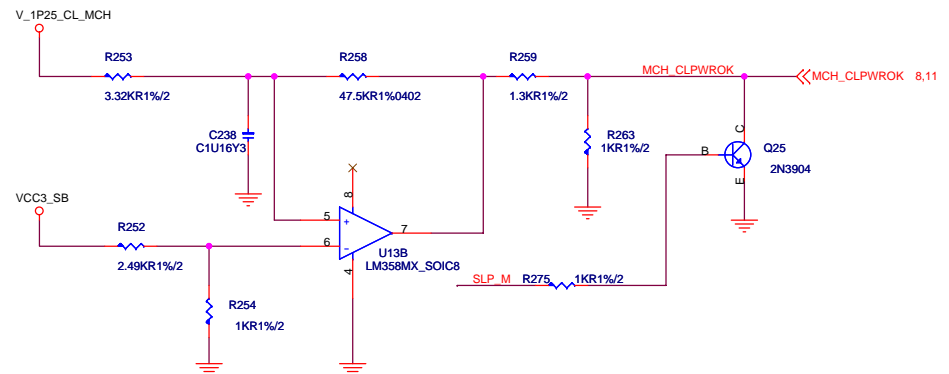 V_1P25_CL_MCH
R253
3.32KR1%/2
R258
47.5KR1%0402
R259
1.3KR1%/2
MCH_CLPWROK
MCH_CLPWROK 8,11
C238
C1U16Y3
R263
1KR1%/2
C
B
E
Q25
2N3904
VCC3_SB
R252
2.49KR1%/2
8
5
+
6
-
7
4
U13B
LM358MX_SOIC8
SLP_M
R275
1KR1%/2
R254
1KR1%/2